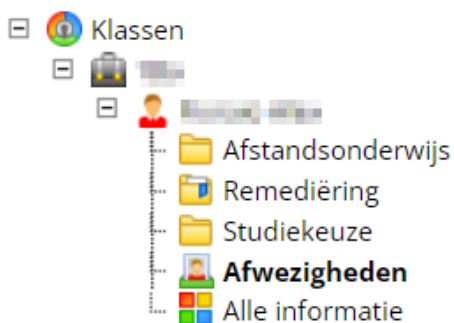 Klassen
Afstandsonderwijs
Remediëring
Studiekeuze
Afwezigheden
Alle informatie